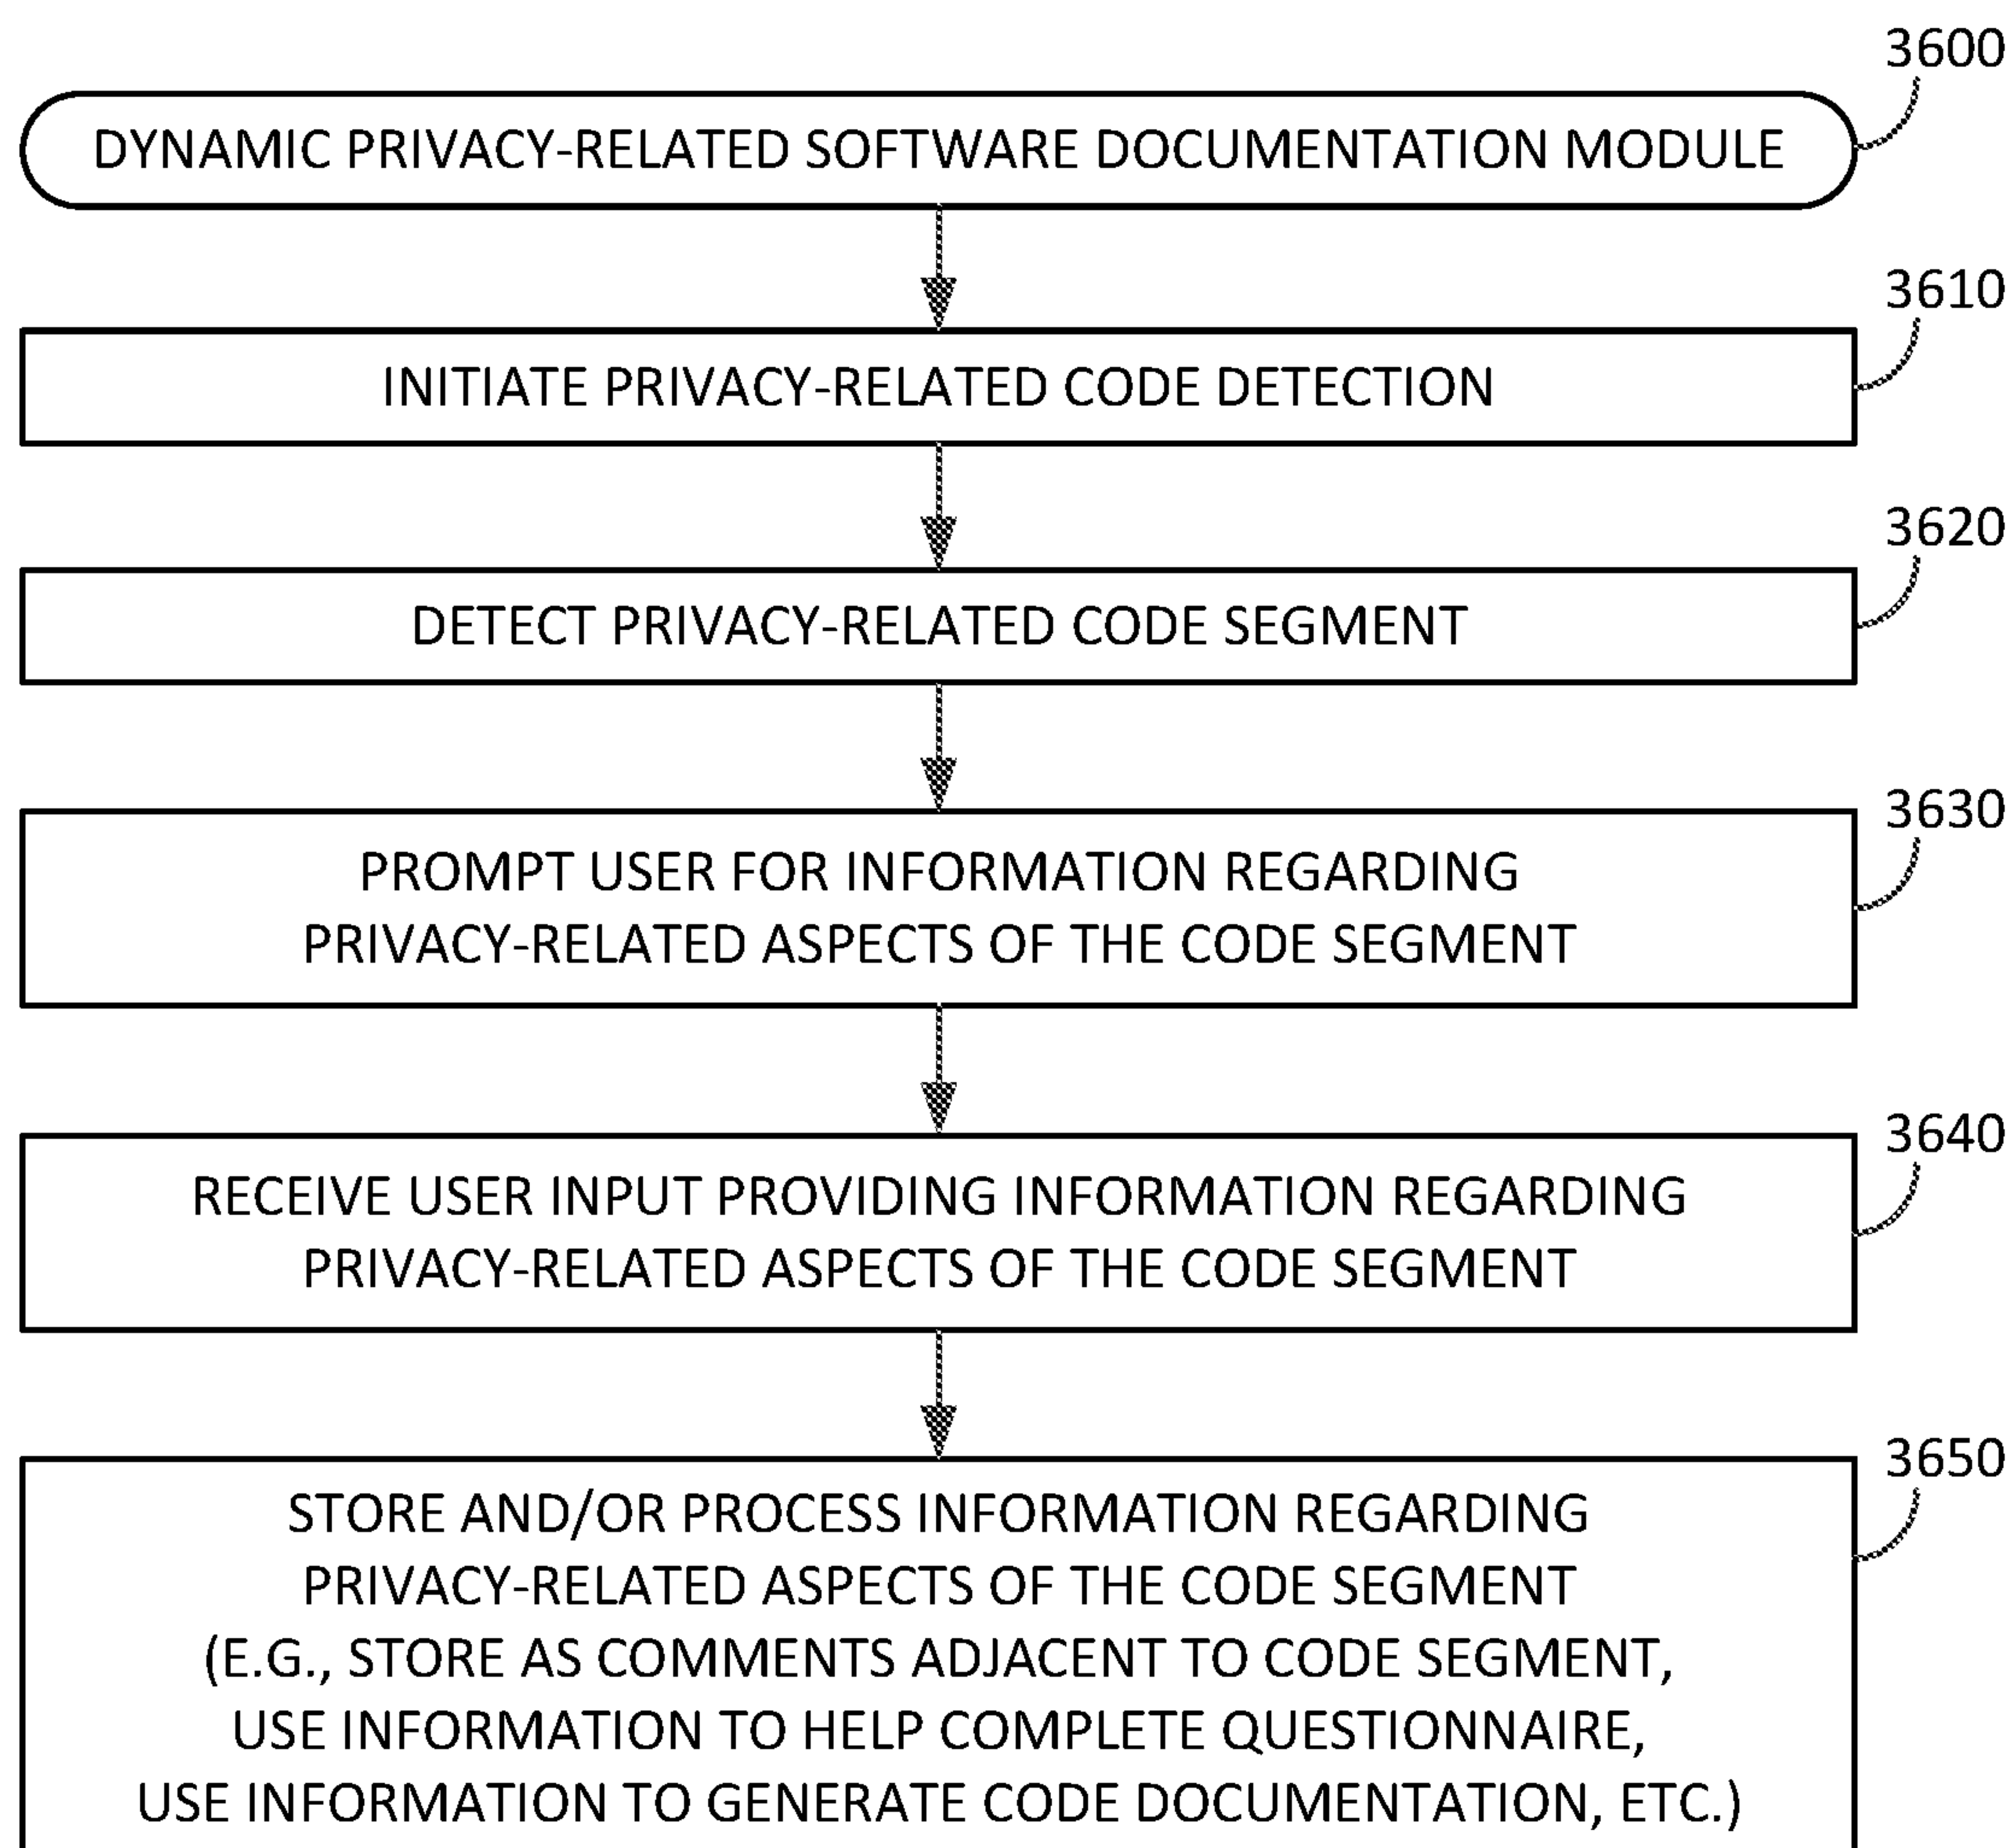 3600
DYNAMIC PRIVACY-RELATED SOFTWARE DOCUMENTATION MODULE
3610
INITIATE PRIVACY-RELATED CODE DETECTION
3620
DETECT PRIVACY-RELATED CODE SEGMENT
3630
PROMPT USER FOR INFORMATION REGARDING
PRIVACY-RELATED ASPECTS OF THE CODE SEGMENT
3640
RECEIVE USER INPUT PROVIDING INFORMATION REGARDING
PRIVACY-RELATED ASPECTS OF THE CODE SEGMENT
3650
STORE AND/OR PROCESS INFORMATION REGARDING
PRIVACY-RELATED ASPECTS OF THE CODE SEGMENT
(E.G., STORE AS COMMENTS ADJACENT TO CODE SEGMENT,
USE INFORMATION TO HELP COMPLETE QUESTIONNAIRE,
USE INFORMATION TO GENERATE CODE DOCUMENTATION, ETC.)